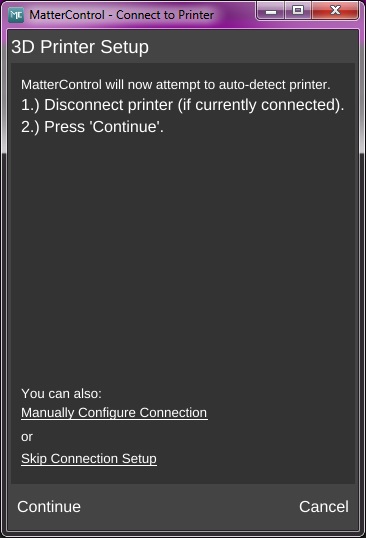 MatterControl - Connect to Printer
3D Printer Setup
MatterControl will now attempt to auto-detect printer.
1.) Disconnect printer (if currently connected).
2.) Press 'Continue'.
You can also:
Manually Configure Connection
or
Skip Connection Setup
Continue Cancel